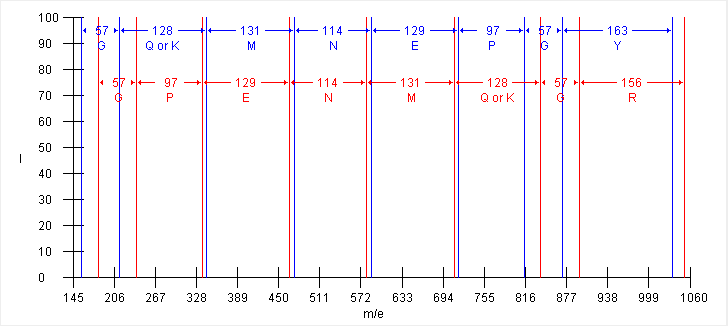 100
57 128 131 114 129 97 57 163
90
G Q or K M N E P G Y
80
57 97 129 114 131 128 57 156
70
G P E N M Q or K G R
60
50
I
40
30
20
10
0
145 206 267 328 389 450 511 572 633 694 755 816 877 938 999 1060
m/e